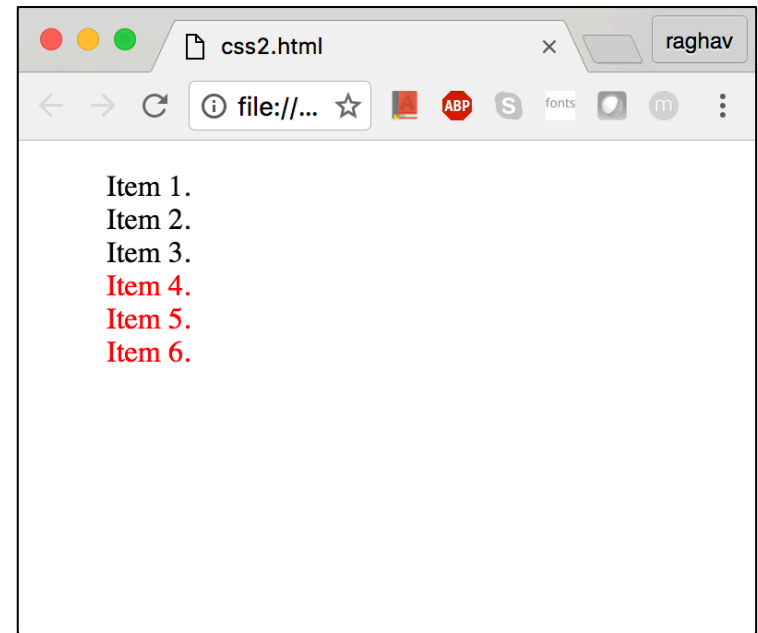 css2.html
raghav
file://...
ABP
S
fonts
m
Item 1.
Item 2.
Item 3.
Item 4.
Item 5.
Item 6.